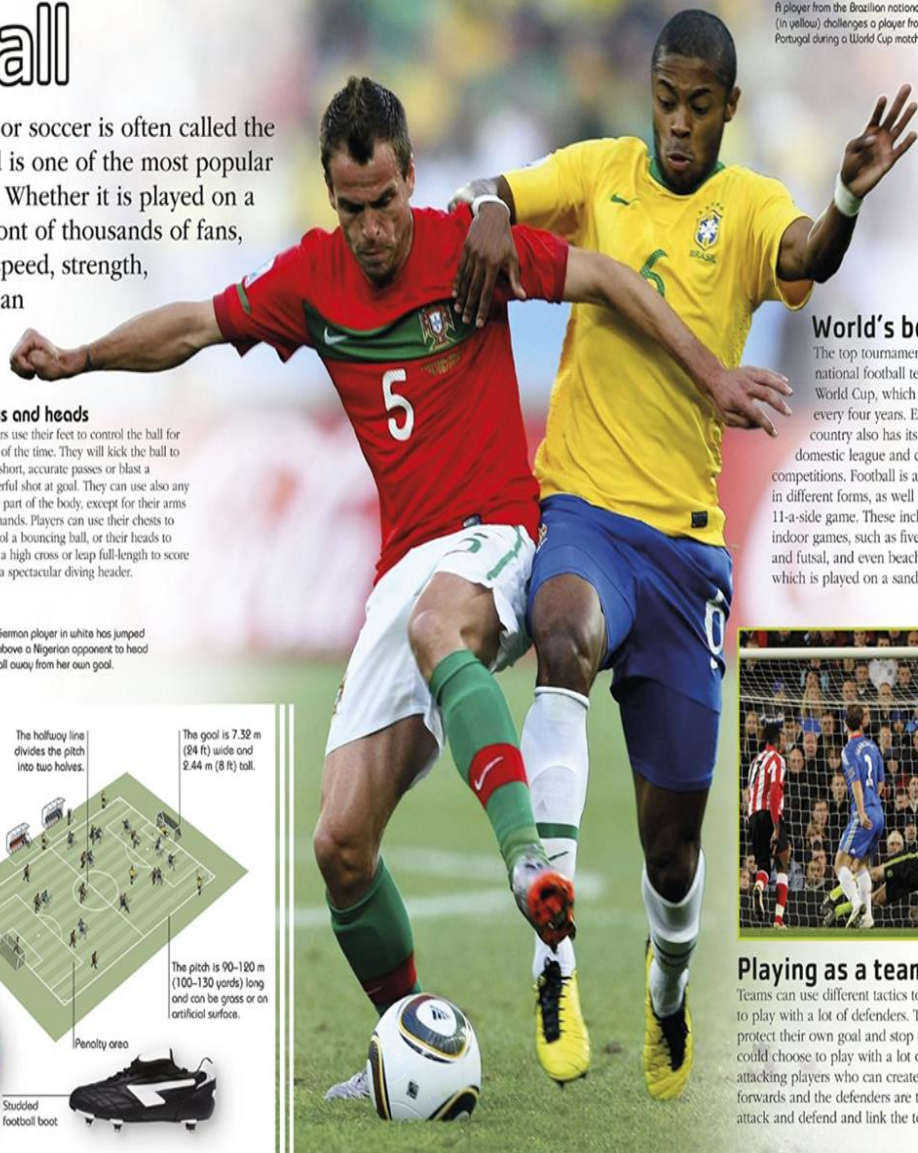 all
or soccer is often called the
is one of the most popular
Whether it is played on a
ont of thousands of fans,
peed, strength,
an
s and heads
rs use their feet to control the ball for
of the time. They will kick the ball to
short, accurate passes or blast a
rful shot at goal. They can use also any
part of the body, except for their arms
ands. Players can use their chests to
ol a bouncing ball, or their heads to
a high cross or leap full-length to score
a spectacular diving header.
erman player in white has jumped
above a Nigerian opponent to head
all away from her own goal.
The halfway line
divides the pitch
into two halves.
The goal is 7.32 m
(24 ft) wide and
2.44 m (8 ft) tall.
The pitch is 90–120 m
(100–130 yards) long
and can be grass or an
artificial surface.
Penalty area
Studded
football boot
5
5
6
BRASIL
6
A player from the Brazilian nationa
(in yellow) challenges a player fro
Portugal during a World Cup match
World's b
The top tournamen
national football te
World Cup, which
every four years. E
country also has its
domestic league and c
competitions. Football is a
in different forms, as well
11-a-side game. These incl
indoor games, such as five
and futsal, and even beach
which is played on a sand
2
Playing as a team
Teams can use different tactics to
to play with a lot of defenders. T
protect their own goal and stop
could choose to play with a lot o
attacking players who can create
forwards and the defenders are t
attack and defend and link the te